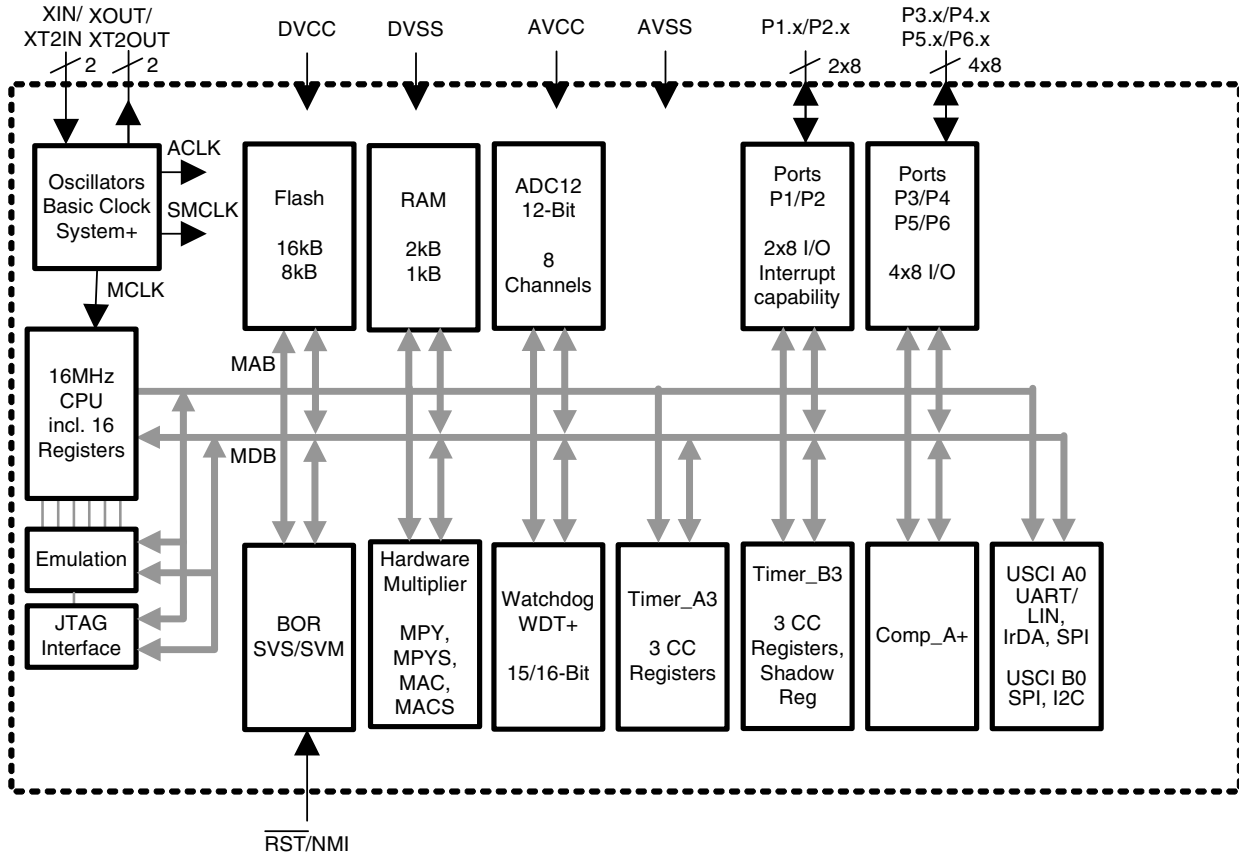 XIN/
XT2IN
XOUT/
XT2OUT
DVCC
DVSS
AVCC
AVSS
P1.x/P2.x
P3.x/P4.x
P5.x/P6.x
2
2
2x8
4x8
Oscillators
Basic Clock
System+
ACLK
SMCLK
MCLK
Flash
16kB
8kB
RAM
2kB
1kB
ADC12
12-Bit
8
Channels
Ports
P1/P2
2x8 I/O
Interrupt
capability
Ports
P3/P4
P5/P6
4x8 I/O
16MHz
CPU
incl. 16
Registers
MAB
MDB
Emulation
JTAG
Interface
BOR
SVS/SVM
Hardware
Multiplier
MPY,
MPYS,
MAC,
MACS
Watchdog
WDT+
15/16-Bit
Timer_A3
3 CC
Registers
Timer_B3
3 CC
Registers,
Shadow
Reg
Comp_A+
USCI A0
UART/
LIN,
IrDA, SPI
USCI B0
SPI, I2C
RST/NMI